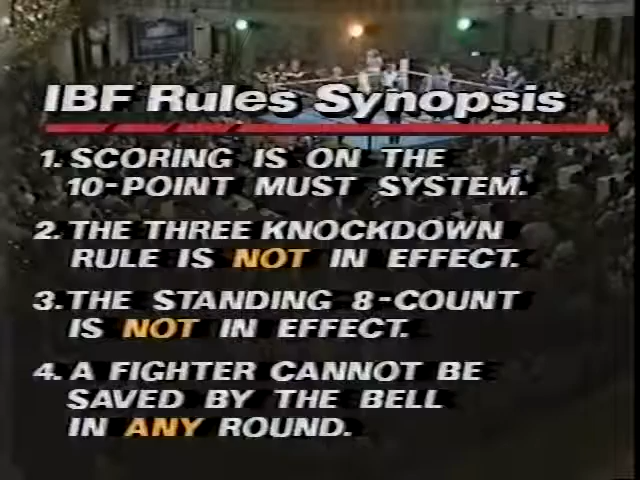 IBF Rules Synopsis
1. SCORING IS ON THE
10-POINT MUST SYSTEM.
2. THE THREE KNOCKDOWN
RULE IS NOT IN EFFECT.
3. THE STANDING 8-COUNT
IS NOT IN EFFECT.
4. A FIGHTER CANNOT BE
SAVED BY THE BELL
IN ANY ROUND.